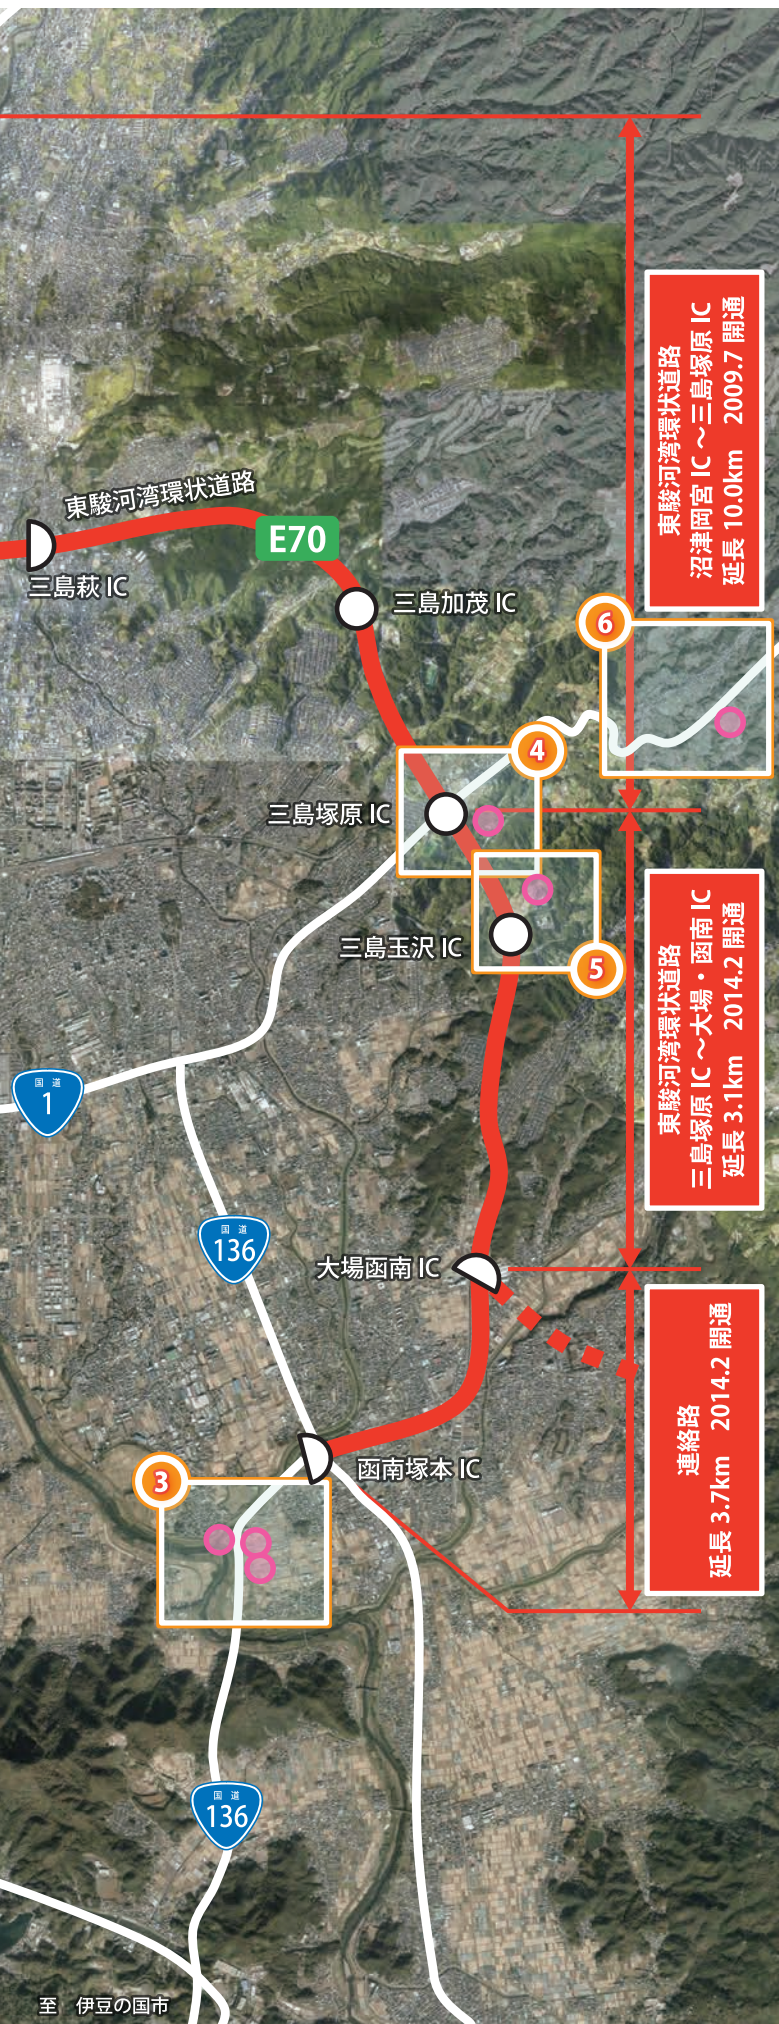 東駿河湾環状道路
沼津岡宮 IC ～三島塚原 IC
延長 10.0km　2009.7 開通
東駿河湾環状道路
E70
三島萩 IC
三島加茂 IC
6
4
三島塚原 IC
東駿河湾環状道路
三島塚原 IC ～大場・函南 IC
延長 3.1km　2014.2 開通
三島玉沢 IC
5
国道
1
国道
136
大場函南 IC
連絡路
延長 3.7km　2014.2 開通
函南塚本 IC
3
国道
136
至　伊豆の国市